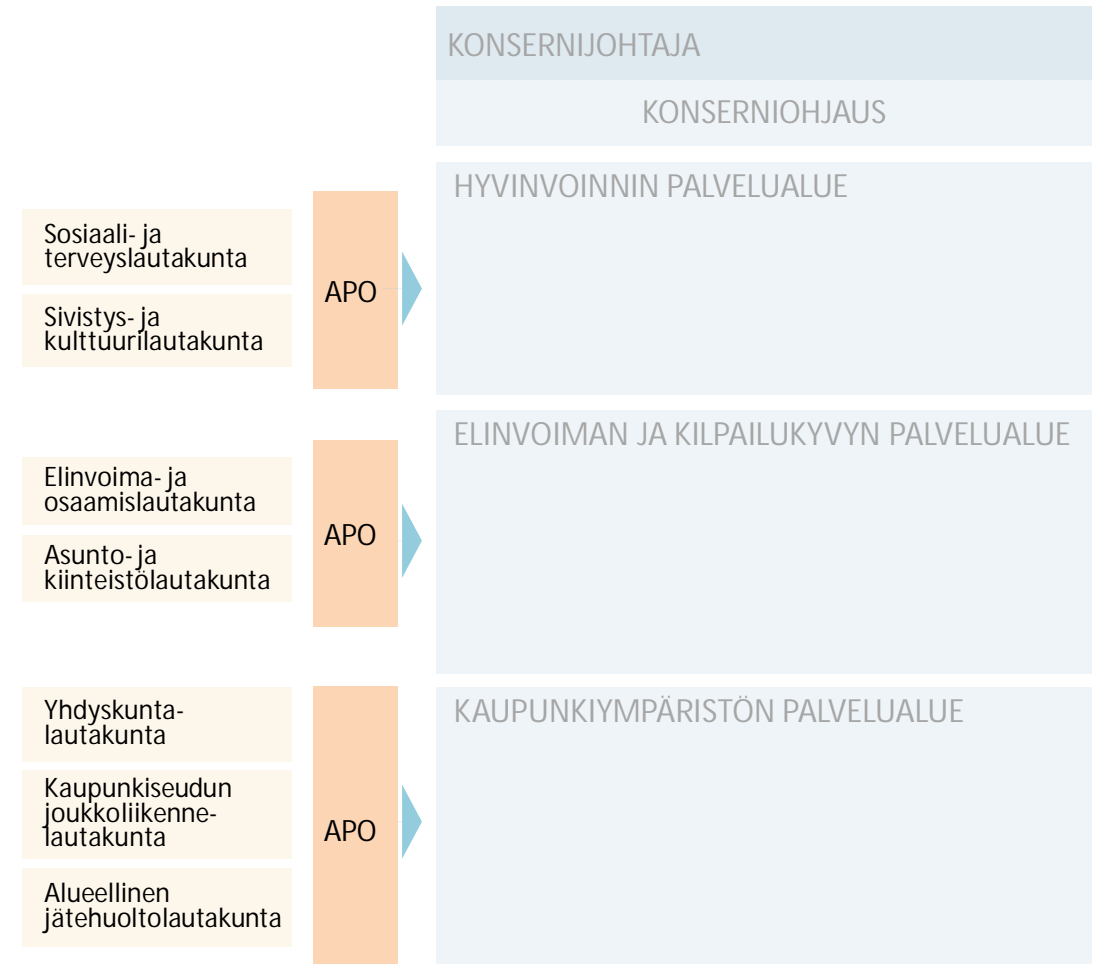 KONSERNIJOHTAJA
KONSERNIOHJAUS
HYVINVOINNIN PALVELUALUE
Sosiaali- ja
terveyslautakunta
Sivistys- ja
kulttuurilautakunta
APO
ELINVOIMAN JA KILPAILUKYVYN PALVELUALUE
Elinvoima- ja
osaamislautakunta
Asunto- ja
kiinteistölautakunta
APO
KAUPUNKIYMPÄRISTÖN PALVELUALUE
Yhdyskunta-
lautakunta
Kaupunkiseudun
joukkoliikenne-
lautakunta
Alueellinen
jätehuoltolautakunta
APO